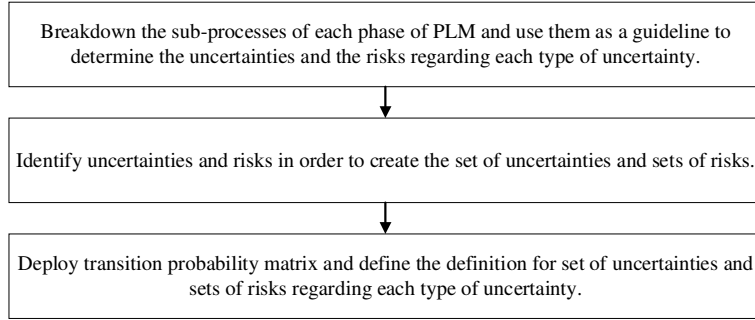 Breakdown the sub-processes of each phase of PLM and use them as a guideline to
determine the uncertainties and the risks regarding each type of uncertainty.
Identify uncertainties and risks in order to create the set of uncertainties and sets of risks.
Deploy transition probability matrix and define the definition for set of uncertainties and
sets of risks regarding each type of uncertainty.